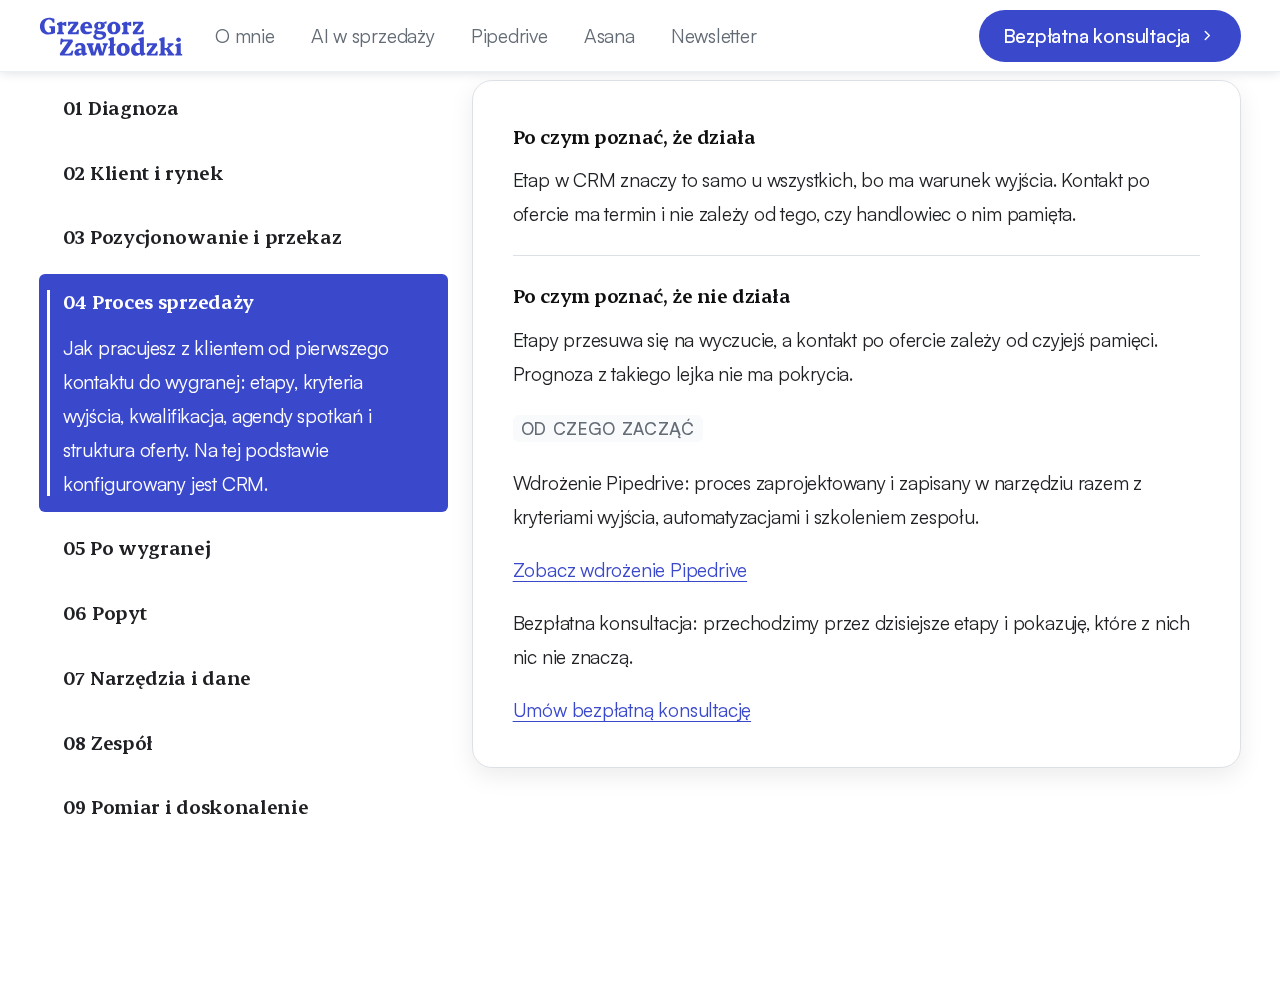 Grzegorz
Zawłodzki
O mnie
AI w sprzedaży
Pipedrive
Asana
Newsletter
Bezpłatna konsultacja
01 Diagnoza
02 Klient i rynek
03 Pozycjonowanie i przekaz
04 Proces sprzedaży
Jak pracujesz z klientem od pierwszego
kontaktu do wygranej: etapy, kryteria
wyjścia, kwalifikacja, agendy spotkań i
struktura oferty. Na tej podstawie
konfigurowany jest CRM.
05 Po wygranej
06 Popyt
07 Narzędzia i dane
08 Zespół
09 Pomiar i doskonalenie
Po czym poznać, że działa
Etap w CRM znaczy to samo u wszystkich, bo ma warunek wyjścia. Kontakt po
ofercie ma termin i nie zależy od tego, czy handlowiec o nim pamięta.
Po czym poznać, że nie działa
Etapy przesuwa się na wyczucie, a kontakt po ofercie zależy od czyjejś pamięci.
Prognoza z takiego lejka nie ma pokrycia.
OD CZEGO ZACZĄĆ
Wdrożenie Pipedrive: proces zaprojektowany i zapisany w narzędziu razem z
kryteriami wyjścia, automatyzacjami i szkoleniem zespołu.
Zobacz wdrożenie Pipedrive
Bezpłatna konsultacja: przechodzimy przez dzisiejsze etapy i pokazuję, które z nich
nic nie znaczą.
Umów bezpłatną konsultację